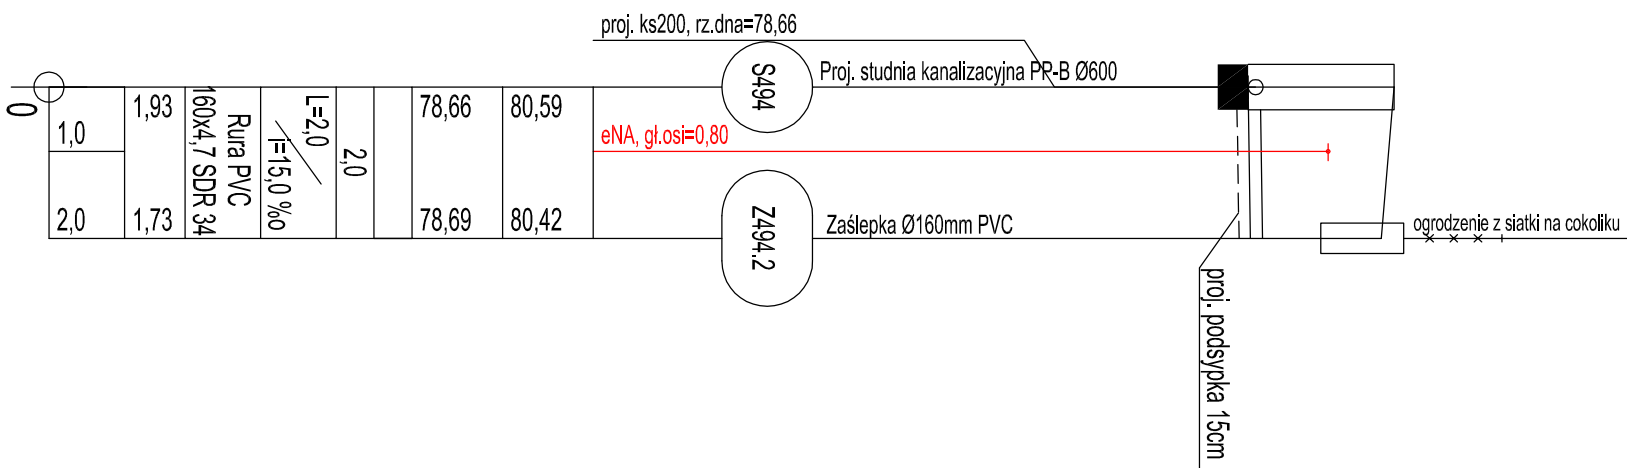 proj. ks200, rz.dna=78,66
S494
Proj. studnia kanalizacyjna PP-B Ø600
0
1,0
1,93
Rura PVC
160x4,7 SDR 34
L=2,0
i=15,0 ‰
2,0
78,66
80,59
eNA, gł.osi=0,80
2,0
1,73
78,69
80,42
Z494.2
Zaślepka Ø160mm PVC
ogrodzenie z siatki na cokoliku
proj. podsypka 15cm